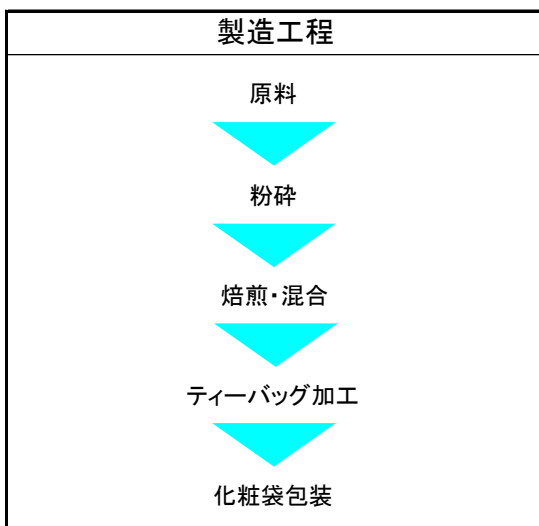 製造工程
原料
粉砕
焙煎・混合
ティーバッグ加工
化粧袋包装